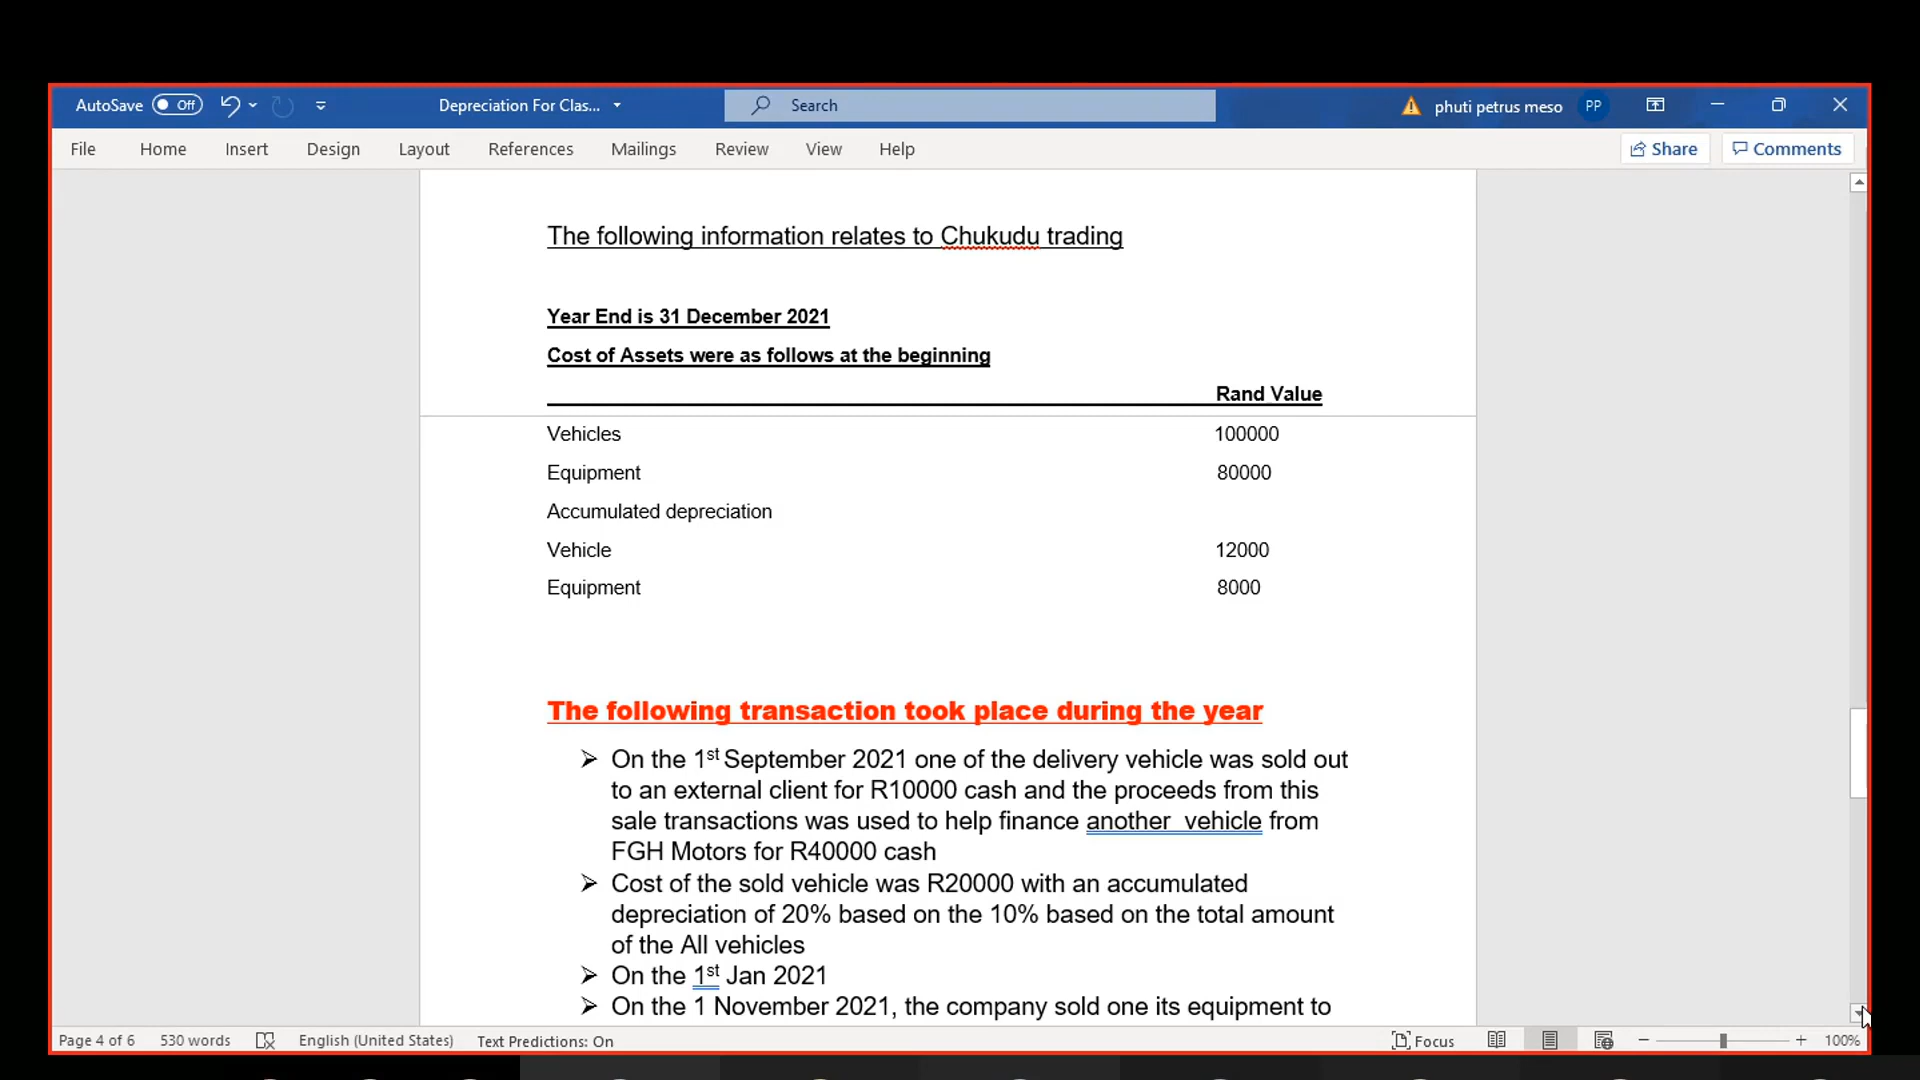 AutoSave Off Depreciation For Clas... Search phuti petrus meso PP
File Home Insert Design Layout References Mailings Review View Help Share Comments
The following information relates to Chukudu trading
Year End is 31 December 2021
Cost of Assets were as follows at the beginning
Rand Value
Vehicles 100000
Equipment 80000
Accumulated depreciation
Vehicle 12000
Equipment 8000
The following transaction took place during the year
➢ On the 1st September 2021 one of the delivery vehicle was sold out
to an external client for R10000 cash and the proceeds from this
sale transactions was used to help finance another vehicle from
FGH Motors for R40000 cash
➢ Cost of the sold vehicle was R20000 with an accumulated
depreciation of 20% based on the 10% based on the total amount
of the All vehicles
➢ On the 1st Jan 2021
➢ On the 1 November 2021, the company sold one its equipment to
Page 4 of 6 530 words English (United States) Text Predictions: On Focus 100%